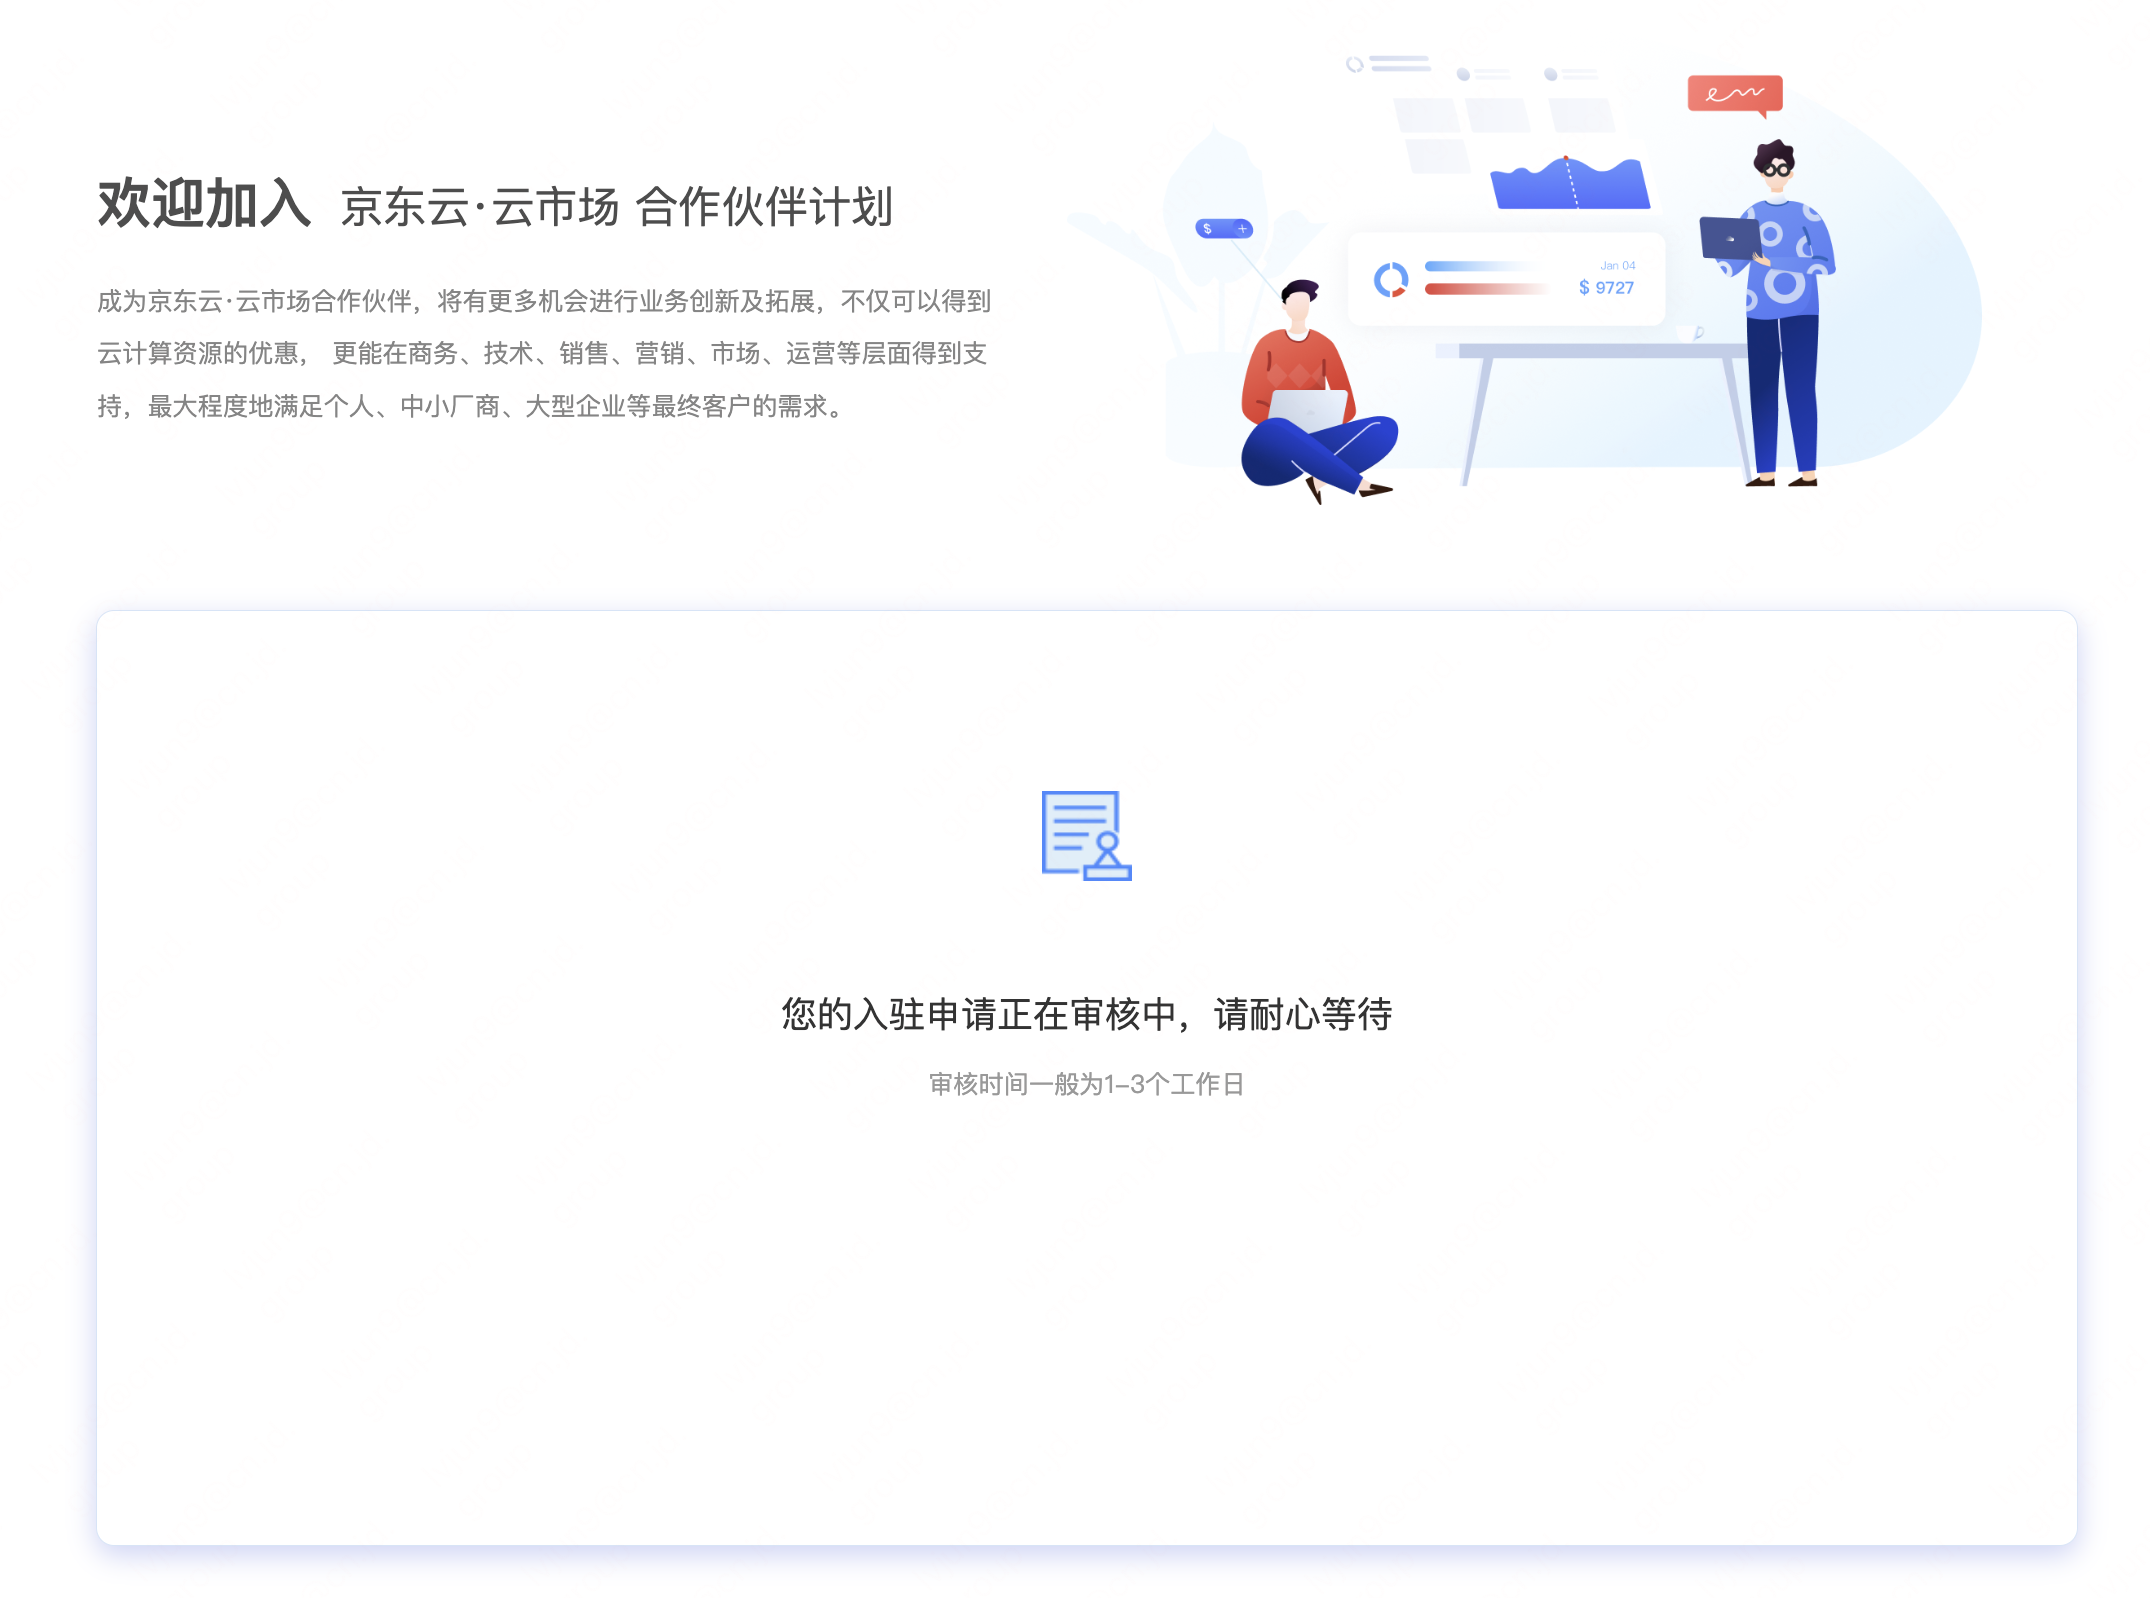 欢迎加入 京东云·云市场 合作伙伴计划
成为京东云·云市场合作伙伴，将有更多机会进行业务创新及拓展，不仅可以得到
云计算资源的优惠， 更能在商务、技术、销售、营销、市场、运营等层面得到支
持，最大程度地满足个人、中小厂商、大型企业等最终客户的需求。
$ +
Jan 04
$ 9727
您的入驻申请正在审核中，请耐心等待
审核时间一般为1-3个工作日